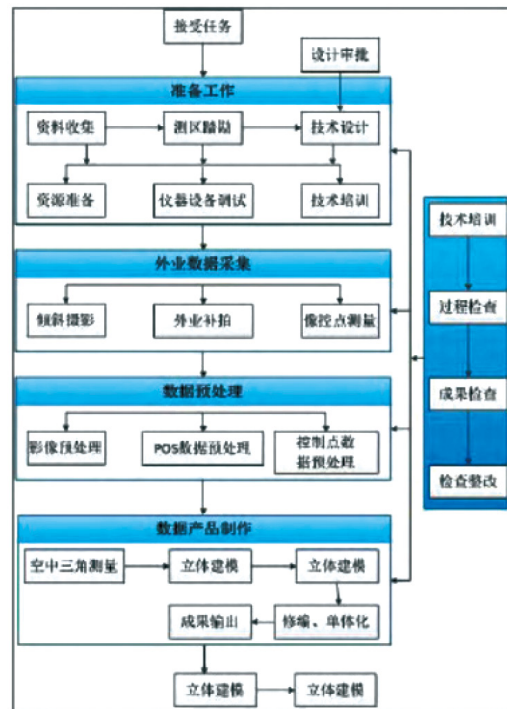 接受任务
设计审批
准备工作
资料收集
测区踏勘
技术设计
资源准备
仪器设备调试
技术培训
外业数据采集
倾斜摄影
外业补拍
像控点测量
数据预处理
影像预处理
POS数据预处理
控制点数
据预处理
数据产品制作
空中三角测量
立体建模
立体建模
成果输出
修编、单体化
立体建模
立体建模
技术培训
过程检查
成果检查
检查整改